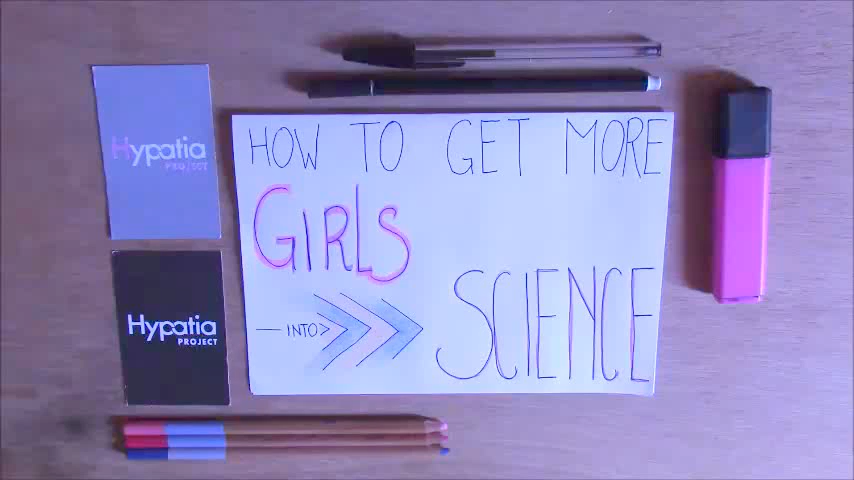 Hypatia
PROJECT
Hypatia
PROJECT
HOW TO GET MORE
GIRLS
INTO
SCIENCE